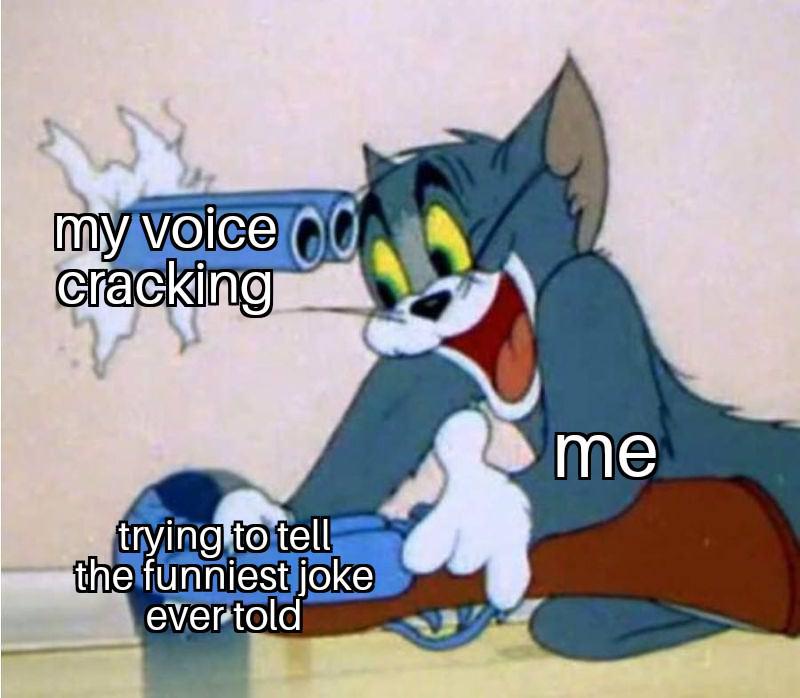 my voice
cracking
me
trying to tell
the funniest joke
ever told